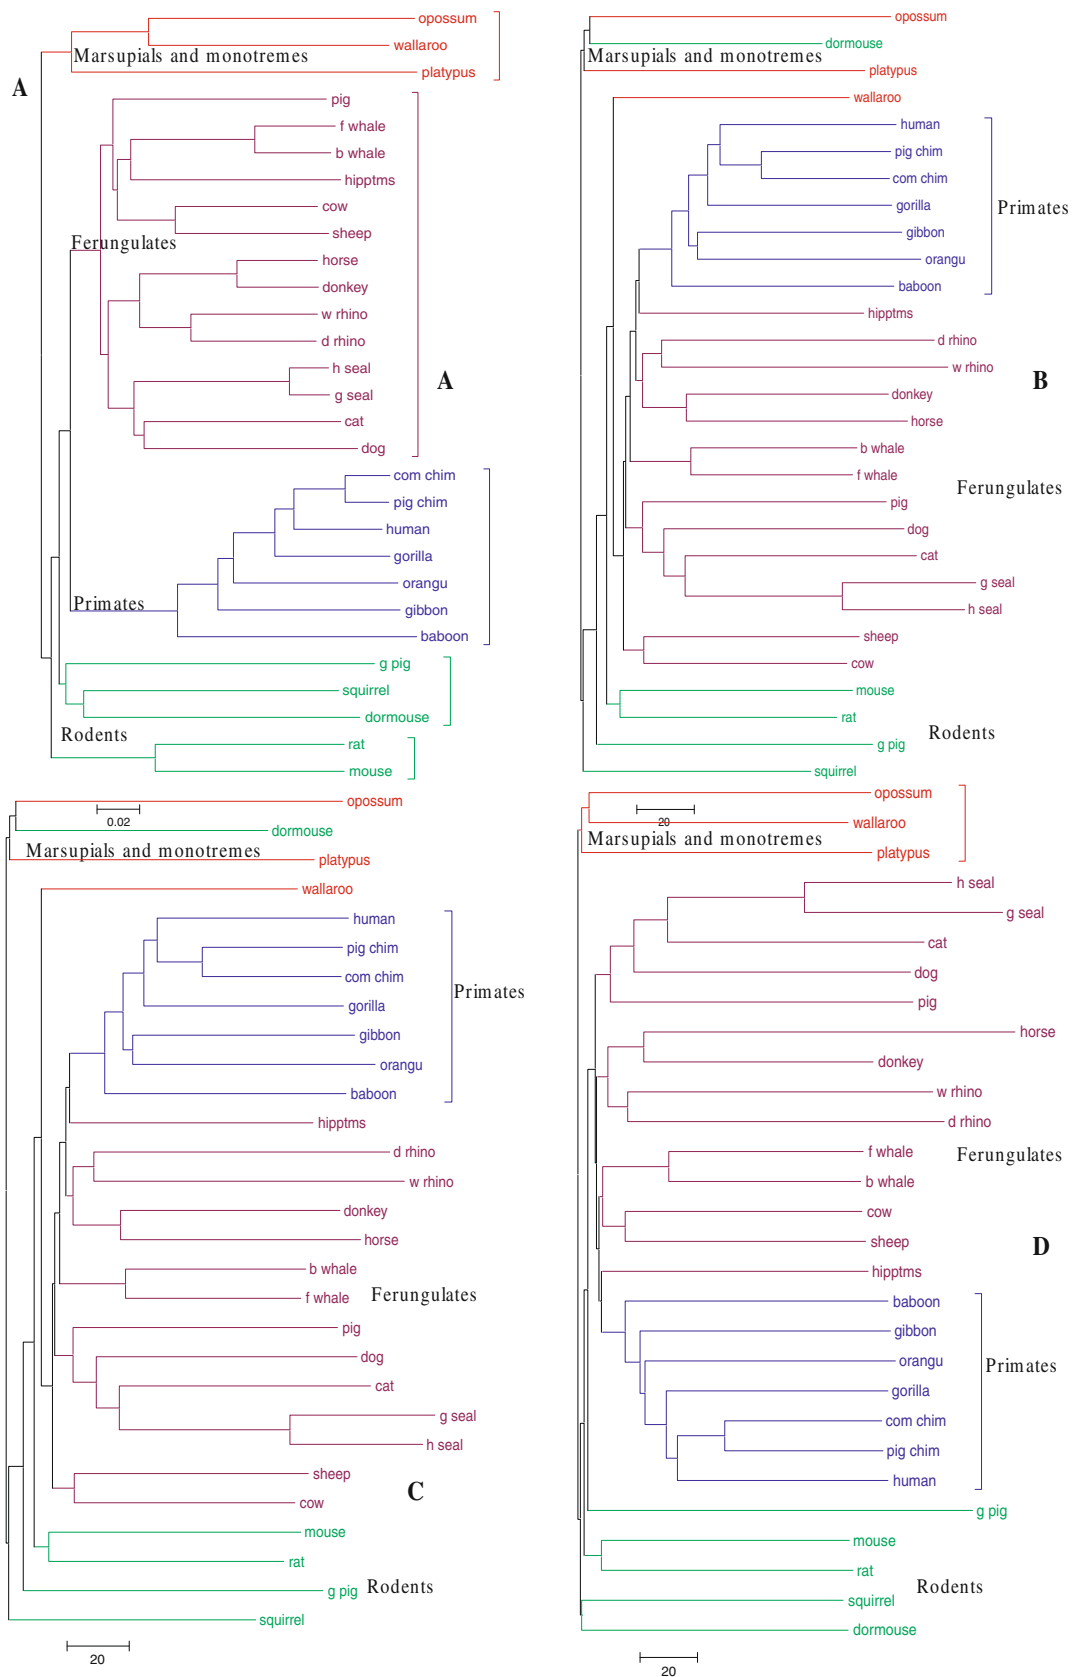 opossum
wallaroo
Marsupials and monotremes
platypus
A
pig
f whale
b whale
hipptms
cow
sheep
Ferungulates
horse
donkey
w rhino
d rhino
h seal
A
g seal
cat
dog
com chim
pig chim
human
gorilla
orangu
Primates
gibbon
baboon
g pig
squirrel
dormouse
Rodents
rat
mouse
0.02
opossum
dormouse
Marsupials and monotremes
platypus
wallaroo
human
pig chim
com chim
Primates
gorilla
gibbon
orangu
baboon
hipptms
d rhino
w rhino
B
donkey
horse
b whale
f whale
Ferungulates
pig
dog
cat
g seal
h seal
sheep
cow
mouse
rat
Rodents
g pig
squirrel
20
opossum
dormouse
Marsupials and monotremes
platypus
wallaroo
human
pig chim
com chim
Primates
gorilla
gibbon
orangu
baboon
hipptms
d rhino
w rhino
donkey
horse
b whale
Ferungulates
f whale
pig
dog
cat
g seal
h seal
sheep
C
cow
mouse
rat
g pig
Rodents
squirrel
20
opossum
wallaroo
Marsupials and monotremes
platypus
h seal
g seal
cat
dog
pig
horse
donkey
w rhino
d rhino
f whale
Ferungulates
b whale
cow
sheep
D
hipptms
baboon
gibbon
orangu
Primates
gorilla
com chim
pig chim
human
g pig
mouse
rat
Rodents
squirrel
dormouse
20